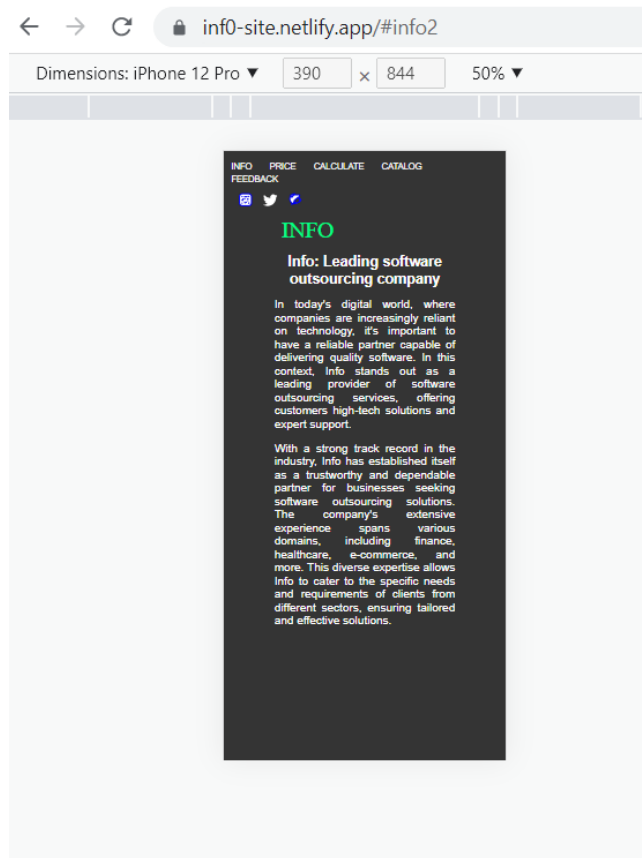 inf0-site.netlify.app/#info2
Dimensions: iPhone 12 Pro ▼ 390 × 844 50% ▼
INFO PRICE CALCULATE CATALOG
FEEDBACK
INFO
Info: Leading software
outsourcing company
In today's digital world, where
companies are increasingly reliant
on technology, it's important to
have a reliable partner capable of
delivering quality software. In this
context, Info stands out as a
leading provider of software
outsourcing services, offering
customers high-tech solutions and
expert support.
With a strong track record in the
industry, Info has established itself
as a trustworthy and dependable
partner for businesses seeking
software outsourcing solutions.
The company's extensive
experience spans various
domains, including finance,
healthcare, e-commerce, and
more. This diverse expertise allows
Info to cater to the specific needs
and requirements of clients from
different sectors, ensuring tailored
and effective solutions.